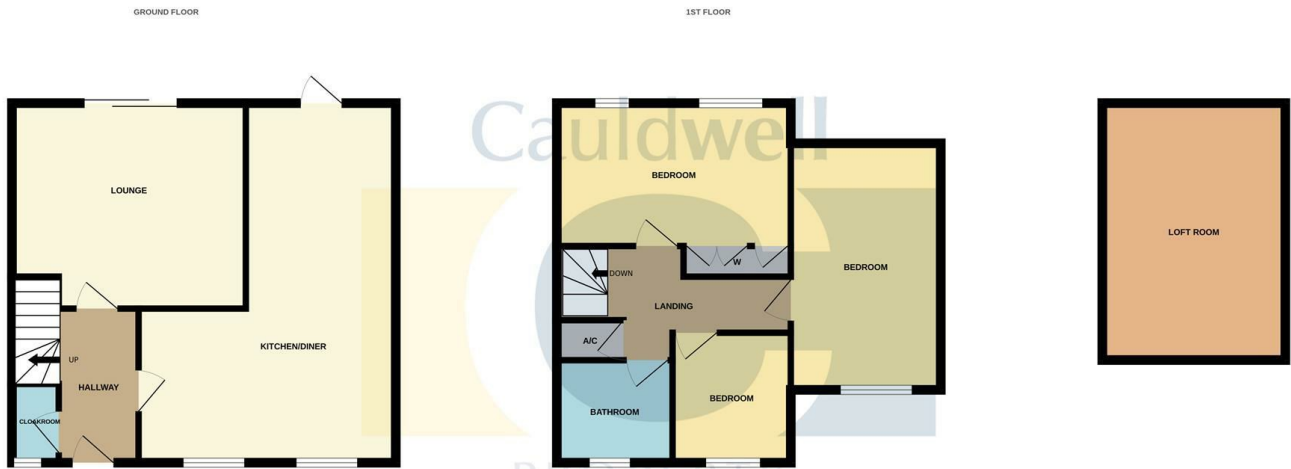 GROUND FLOOR
1ST FLOOR
Cauldwell
LOUNGE
KITCHEN/DINER
UP
HALLWAY
CLOAKROOM
BEDROOM
W
DOWN
LANDING
BEDROOM
A/C
BATHROOM
BEDROOM
LOFT ROOM